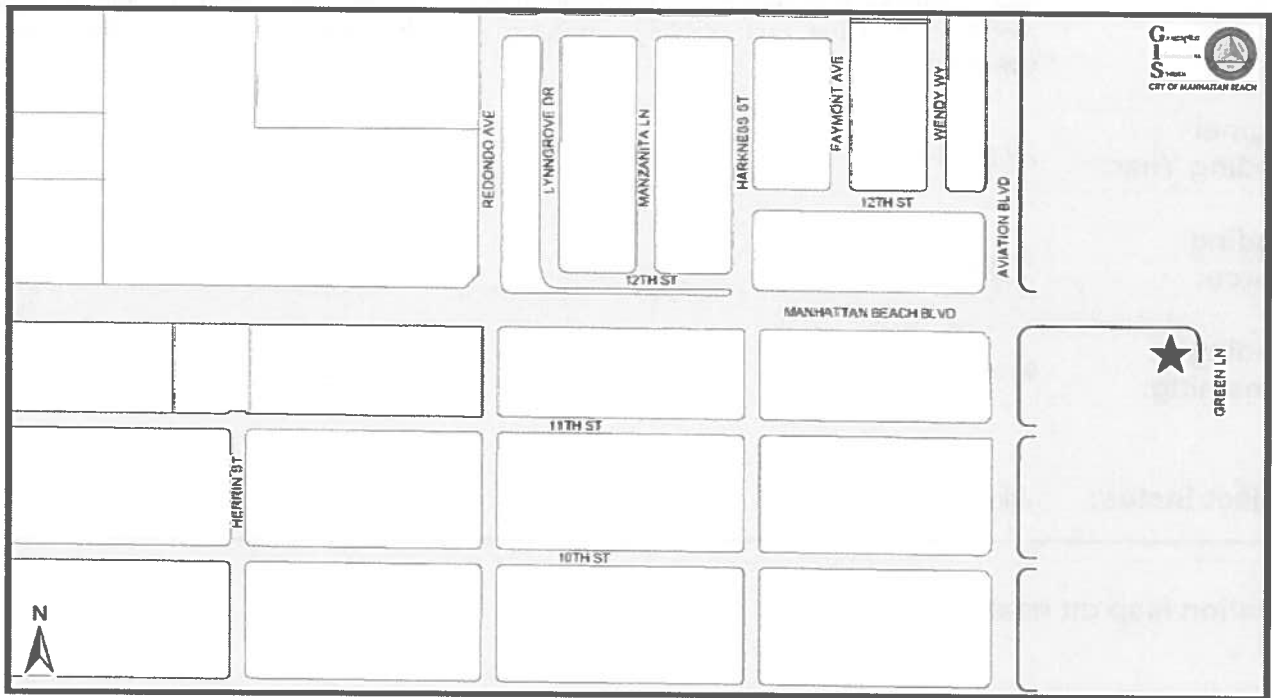 G
I
S
CITY OF MANHATTAN BEACH
REDONDO AVE
LYNNGROVE DR
MANZANITA LN
HARKNESS ST
FAYMONT AVE
WENDY WY
12TH ST
AVIATION BLVD
12TH ST
MANHATTAN BEACH BLVD
GREEN LN
11TH ST
HERRIN ST
10TH ST
N